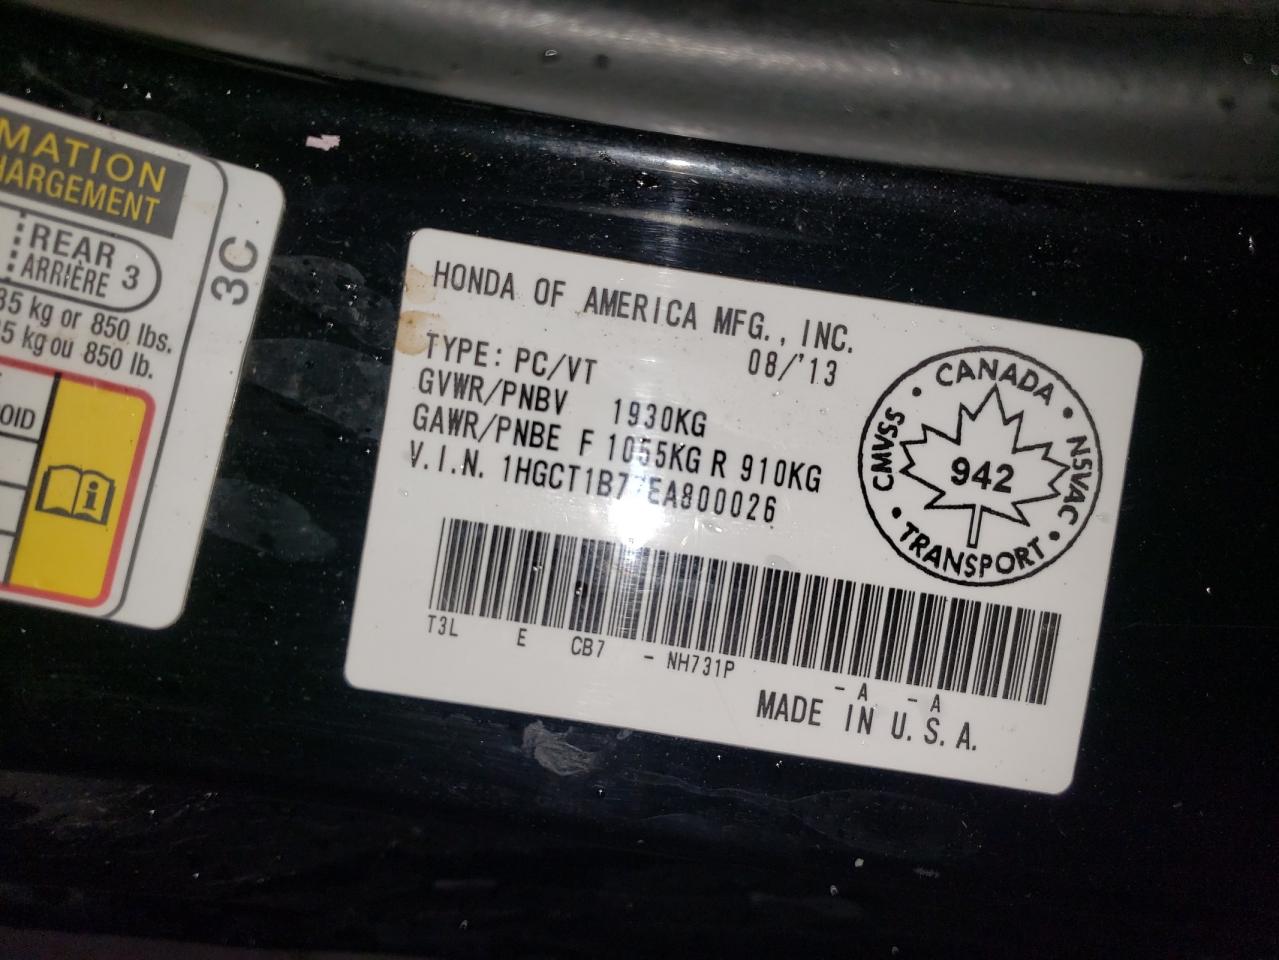 MATION
HARGEMENT
REAR
ARRIÈRE 3
35 kg or 850 lbs.
5 kg ou 850 lb.
OID
3C
HONDA OF AMERICA MFG., INC.
08/'13
TYPE: PC/VT
GVWR/PNBV 1930KG
GAWR/PNBE F 1055KG R 910KG
V.I.N.
CANADA
CMVSS
942
NSVAC
TRANSPORT
T3L E CB7 - NH731P - A - A
MADE IN U.S.A.